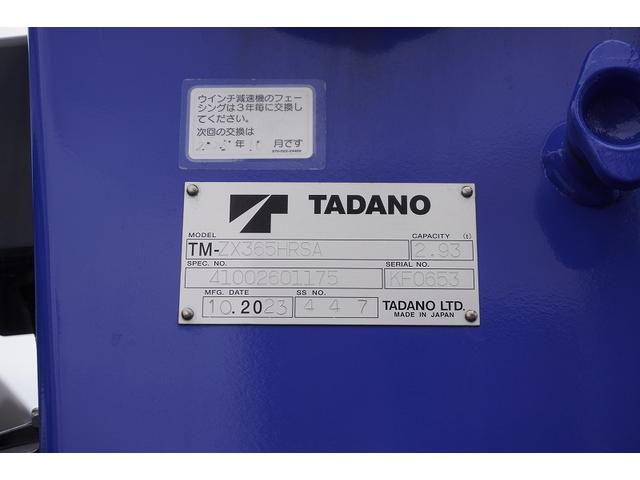 ウインチ減速機のフェー
シングは3年毎に交換し
てください。
次回の交換は
年 月です
TADANO
MODEL CAPACITY (t)
TM-ZX365HRSA 2.93
SPEC. NO. SERIAL NO.
41002601175 KF0653
MFG. DATE SS NO.
10.2023 447 TADANO LTD.
MADE IN JAPAN